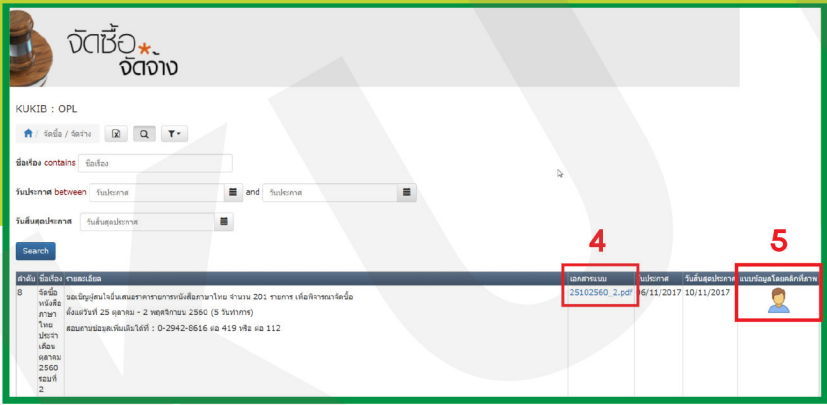 จัดซื้อ*
จัดจ้าง
KUKIB : OPL
/ จัดซื้อ / จัดจ้าง
ชื่อเรื่อง contains ชื่อเรื่อง
วันประกาศ between วันประกาศ and วันประกาศ
วันสิ้นสุดประกาศ วันสิ้นสุดประกาศ
4
5
Search
ลำดับ ชื่อเรื่อง รายละเอียด เอกสารแนบ วันประกาศ วันสิ้นสุดประกาศ แนบข้อมูลโดยคลิกที่ภาพ
8 จัดซื้อ 25102560_2.pdf 06/11/2017 10/11/2017
หนังสือ ขอเชิญผู้สนใจยื่นเสนอราคารายการหนังสือภาษาไทย จำนวน 201 รายการ เพื่อพิจารณาจัดซื้อ
ภาษา ตั้งแต่วันที่ 25 ตุลาคม - 2 พฤศจิกายน 2560 (5 วันทำการ)
ไทย สอบถามข้อมูลเพิ่มเติมได้ที่ : 0-2942-8616 ต่อ 419 หรือ ต่อ 112
ประจำ
เดือน
ตุลาคม
2560
รอบที่
2